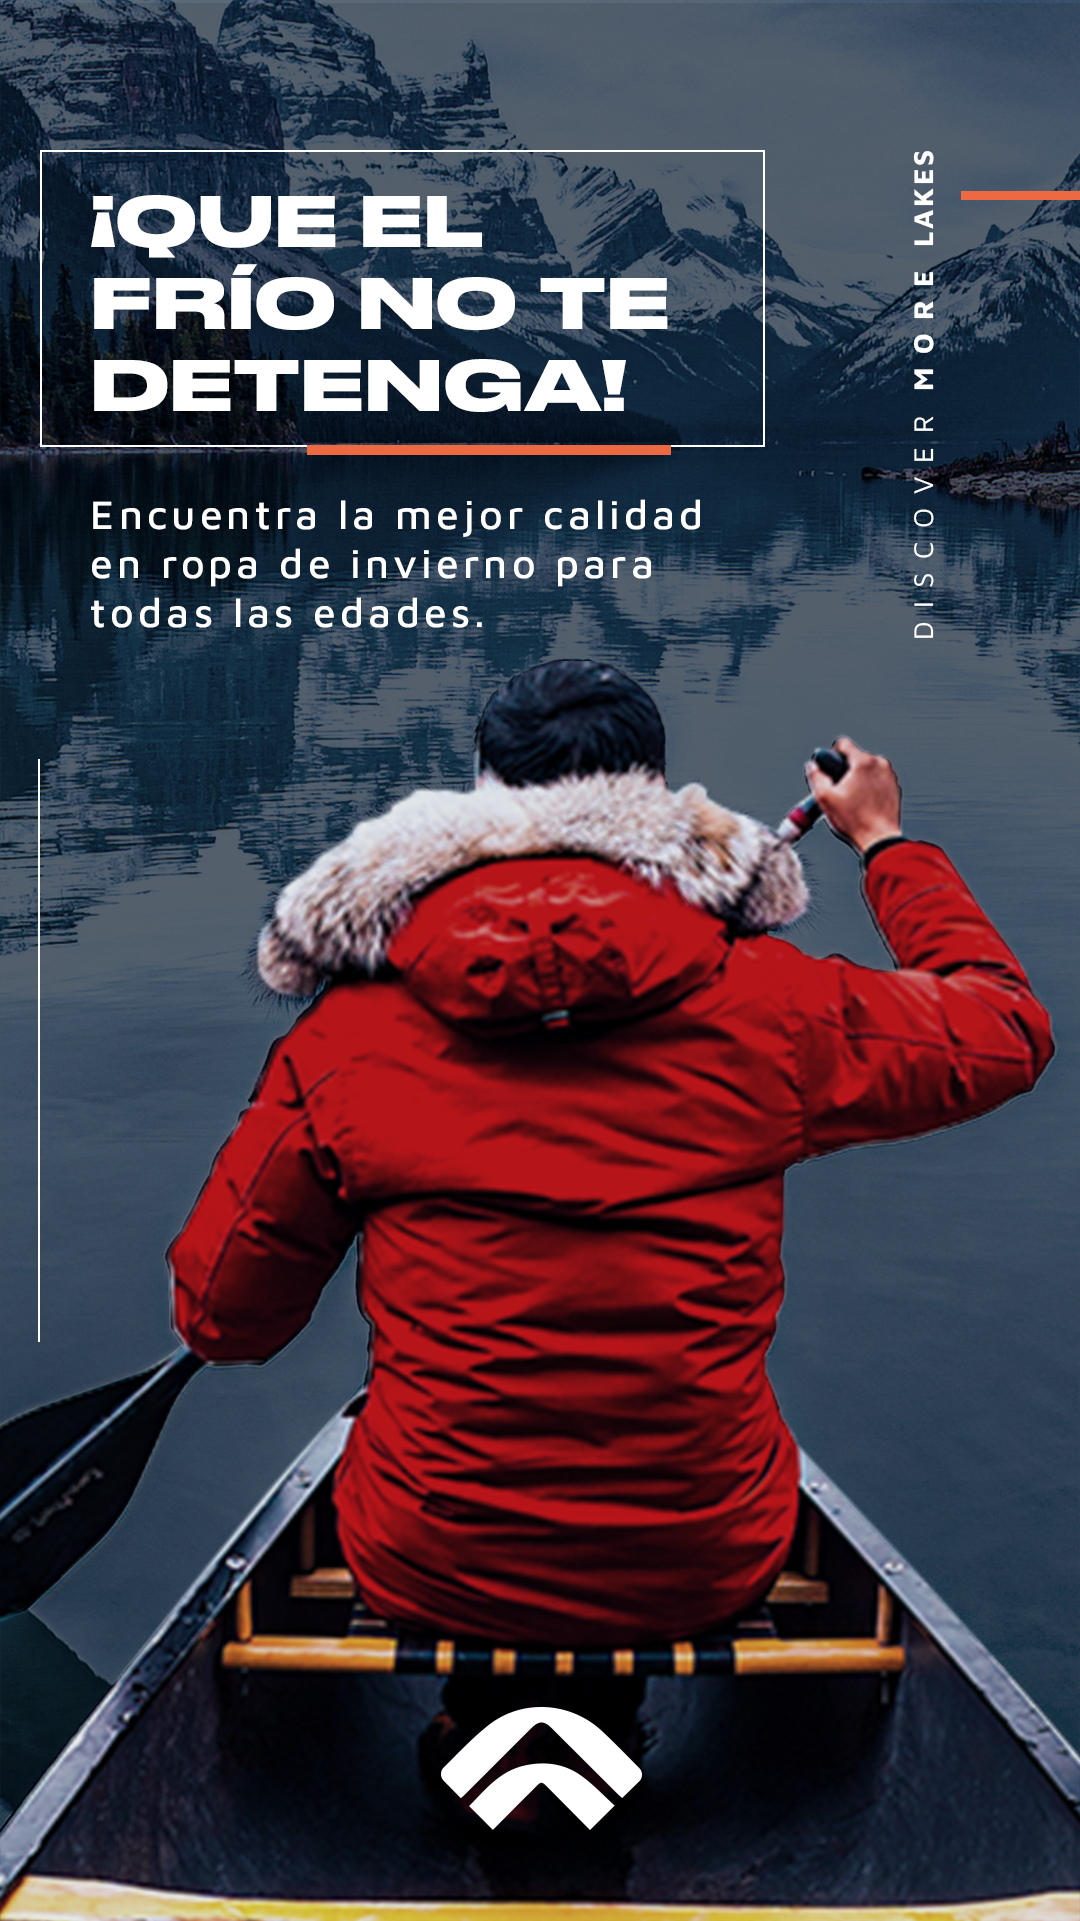 ¡QUE EL
FRÍO NO TE
DETENGA!
Encuentra la mejor calidad
en ropa de invierno para
todas las edades.
DISCOVER MORE LAKES